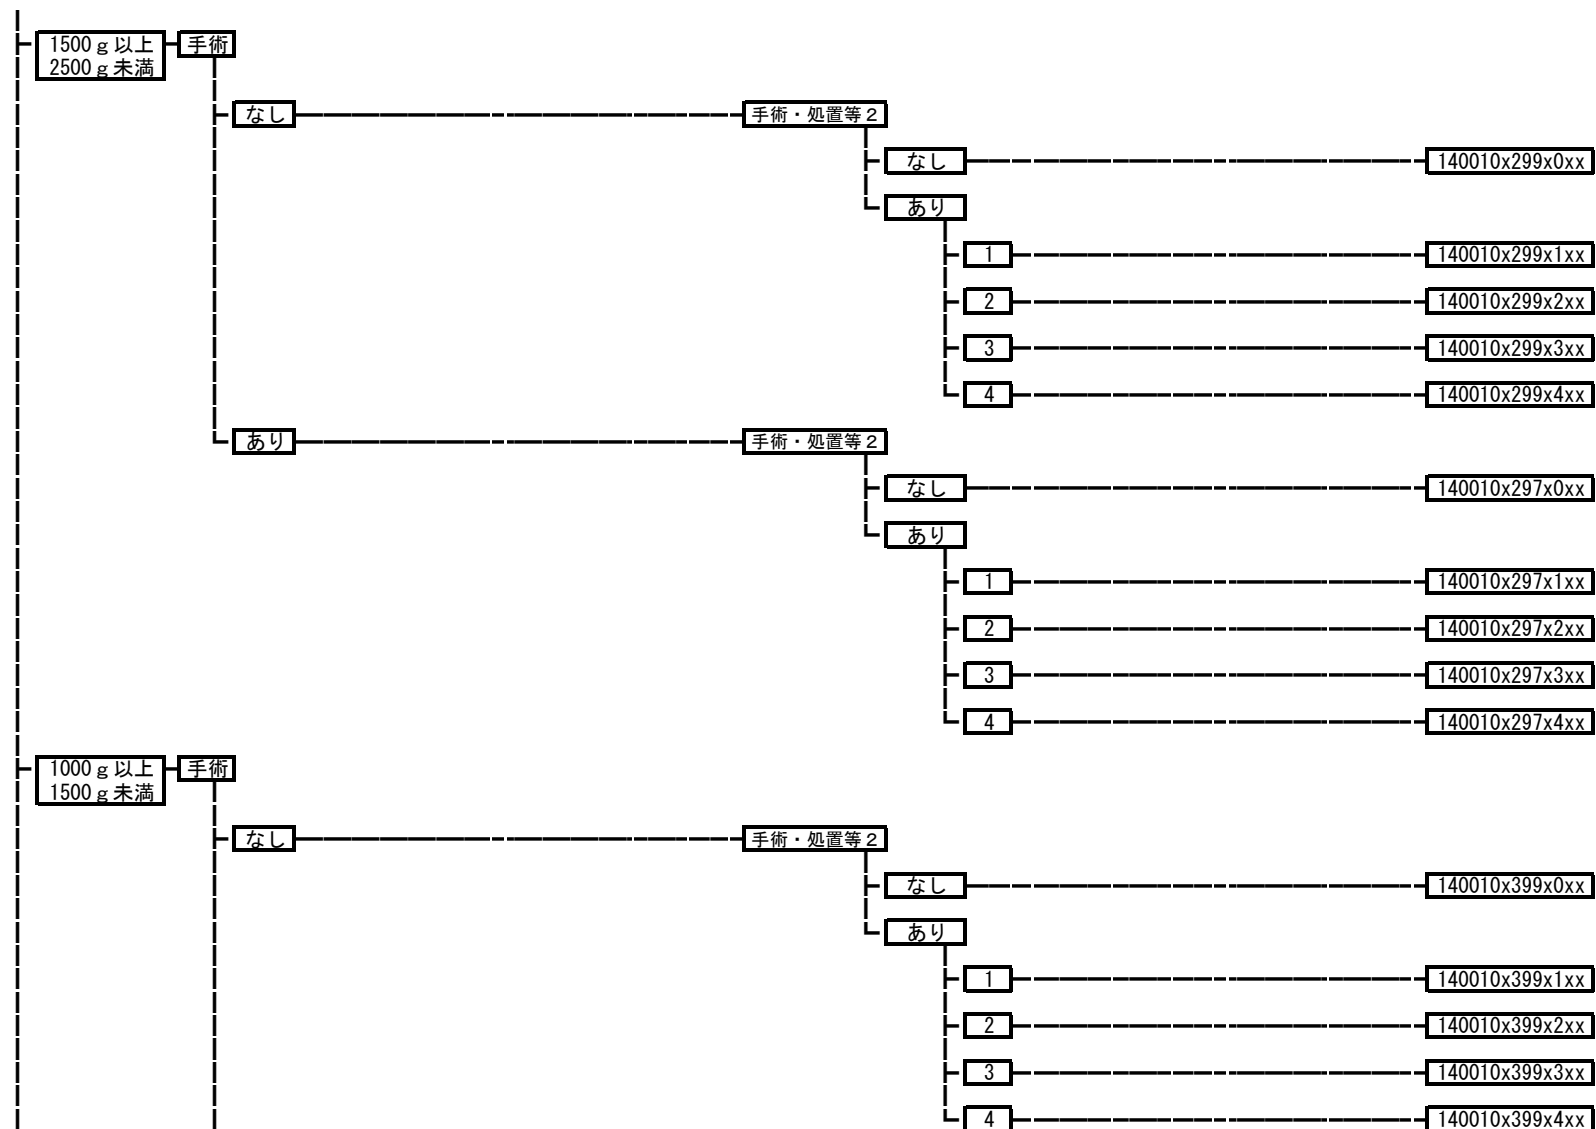 1500ｇ以上
2500ｇ未満
手術
なし
手術・処置等２
なし
140010x299x0xx
あり
1
140010x299x1xx
2
140010x299x2xx
3
140010x299x3xx
4
140010x299x4xx
あり
手術・処置等２
なし
140010x297x0xx
あり
1
140010x297x1xx
2
140010x297x2xx
3
140010x297x3xx
4
140010x297x4xx
1000ｇ以上
1500ｇ未満
手術
なし
手術・処置等２
なし
140010x399x0xx
あり
1
140010x399x1xx
2
140010x399x2xx
3
140010x399x3xx
4
140010x399x4xx